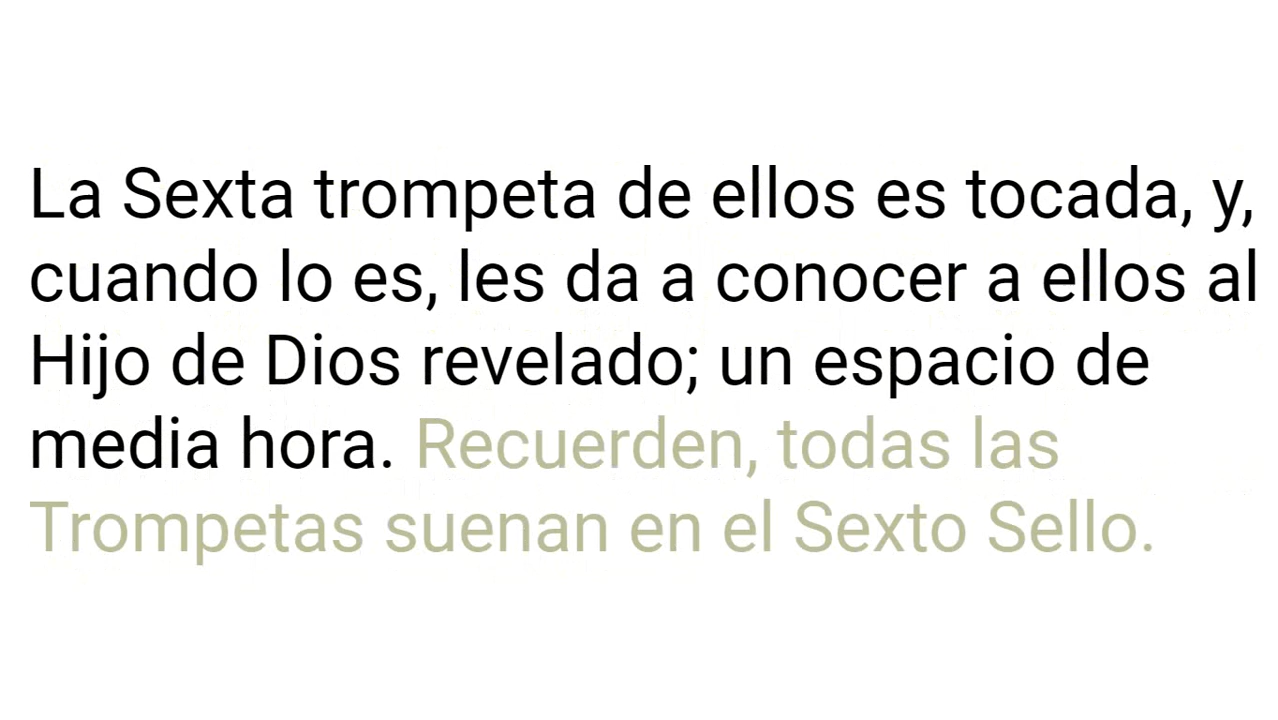 La Sexta trompeta de ellos es tocada, y,
cuando lo es, les da a conocer a ellos al
Hijo de Dios revelado; un espacio de
media hora. Recuerden, todas las
Trompetas suenan en el Sexto Sello.